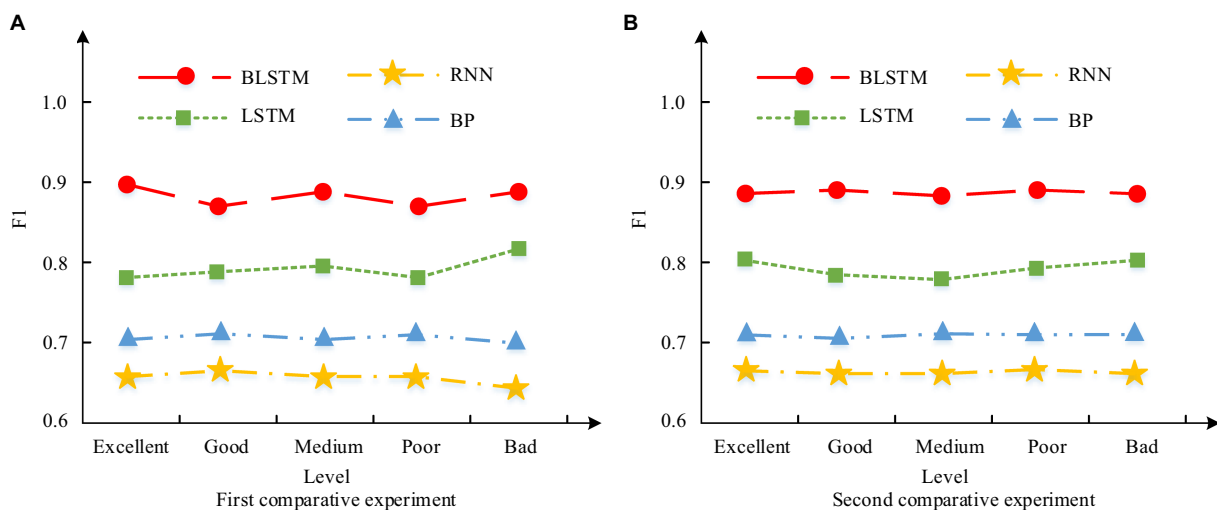 A
BLSTM
RNN
LSTM
BP
1.0
0.9
0.8
0.7
0.6
F1
Excellent Good Medium Poor Bad
Level
First comparative experiment
B
BLSTM
RNN
LSTM
BP
1.0
0.9
0.8
0.7
0.6
F1
Excellent Good Medium Poor Bad
Level
Second comparative experiment